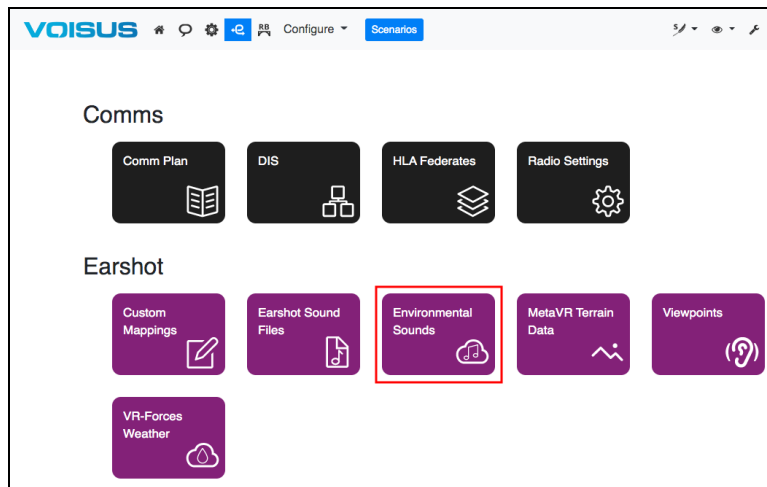 VOISUS RB Configure Scenarios S
Comms
Comm Plan
DIS
HLA Federates
Radio Settings
Earshot
Custom
Mappings
Earshot Sound
Files
Environmental
Sounds
MetaVR Terrain
Data
Viewpoints
VR-Forces
Weather